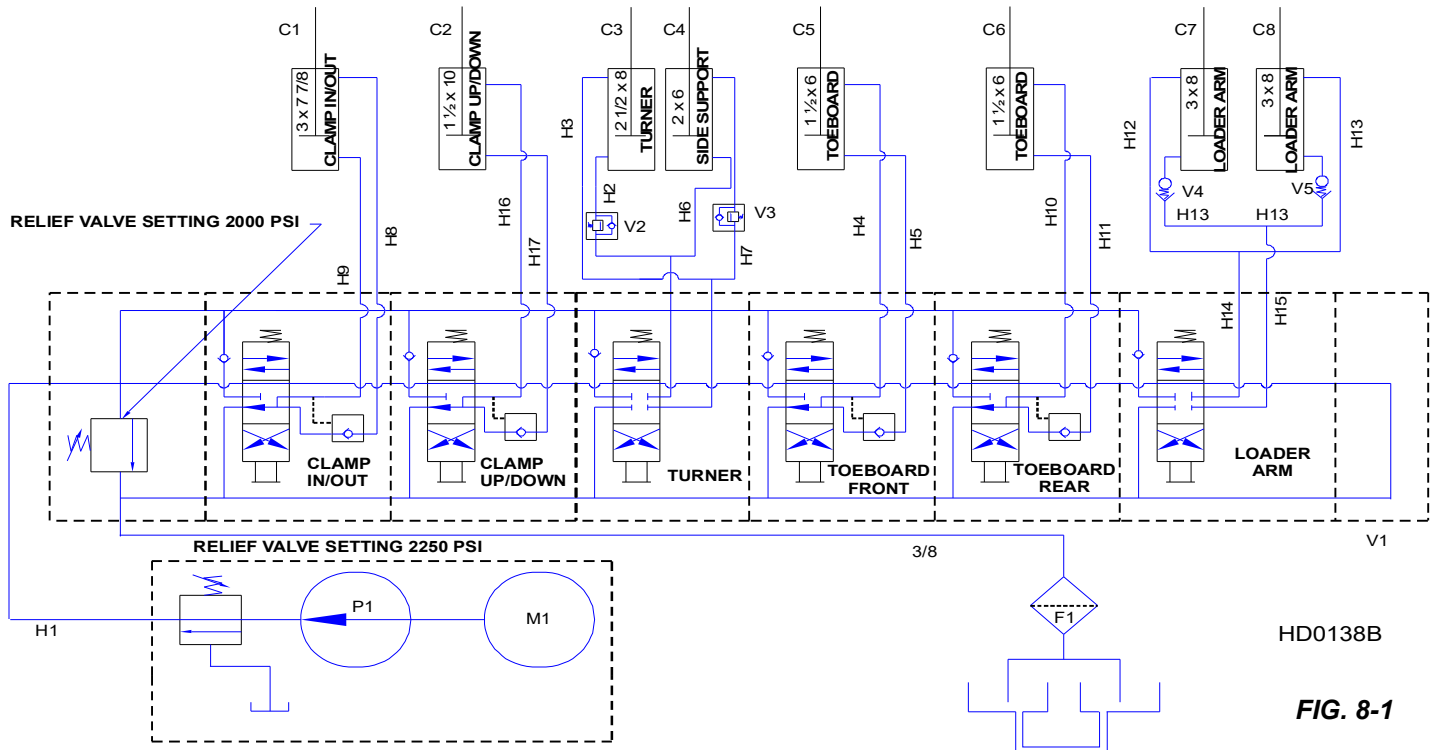 C1
C2
C3
C4
C5
C6
C7
C8
3 x 7 7/8
CLAMP IN/OUT
1 ½ x 10
CLAMP UP/DOWN
2 1/2 x 8
TURNER
2 x 6
SIDE SUPPORT
1 ½ x 6
TOEBOARD
1 ½ x 6
TOEBOARD
3 x 8
LOADER ARM
3 x 8
LOADER ARM
H3
H12
H13
H2
V4
V5
RELIEF VALVE SETTING 2000 PSI
H9
H8
H16
H17
V2
H6
V3
H7
H4
H5
H10
H11
H13
H13
H14
H15
CLAMP
IN/OUT
CLAMP
UP/DOWN
TURNER
TOEBOARD
FRONT
TOEBOARD
REAR
LOADER
ARM
V1
RELIEF VALVE SETTING 2250 PSI
3/8
H1
P1
M1
F1
HD0138B
FIG. 8-1